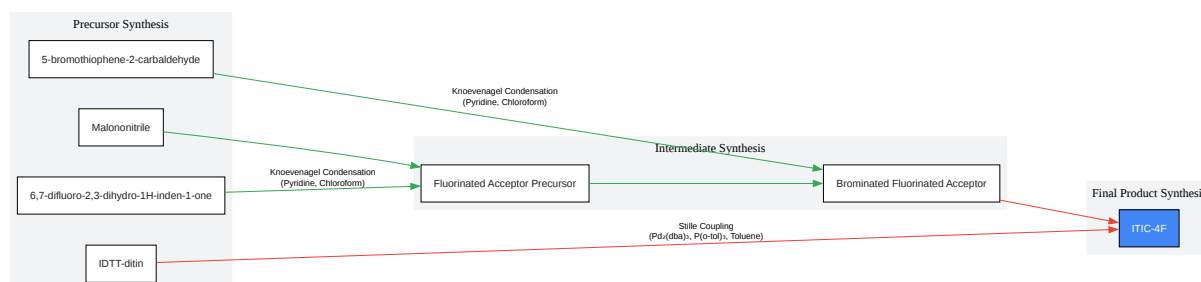 Precursor Synthesis
5-bromothiophene-2-carbaldehyde
Malononitrile
6,7-difluoro-2,3-dihydro-1H-inden-1-one
IDTT-ditin
Knoevenagel Condensation
(Pyridine, Chloroform)
Knoevenagel Condensation
(Pyridine, Chloroform)
Intermediate Synthesis
Fluorinated Acceptor Precursor
Brominated Fluorinated Acceptor
Stille Coupling
(Pd₂(dba)₃, P(o-tol)₃, Toluene)
Final Product Synthesi
ITIC-4F